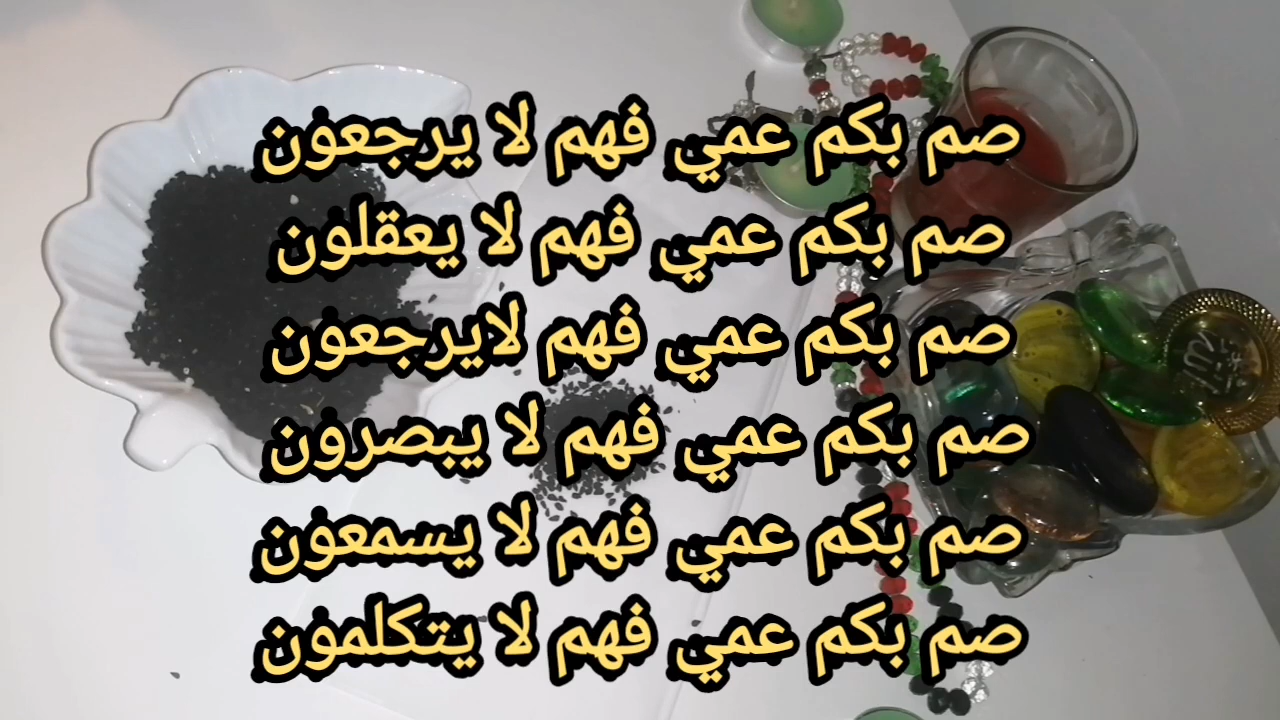 صم بكم عمي فهم لا يرجعون
صم بكم عمي فهم لا يعقلون
صم بكم عمي فهم لايرجعون
صم بكم عمي فهم لا يبصرون
صم بكم عمي فهم لا يسمعون
صم بكم عمي فهم لا يتكلمون